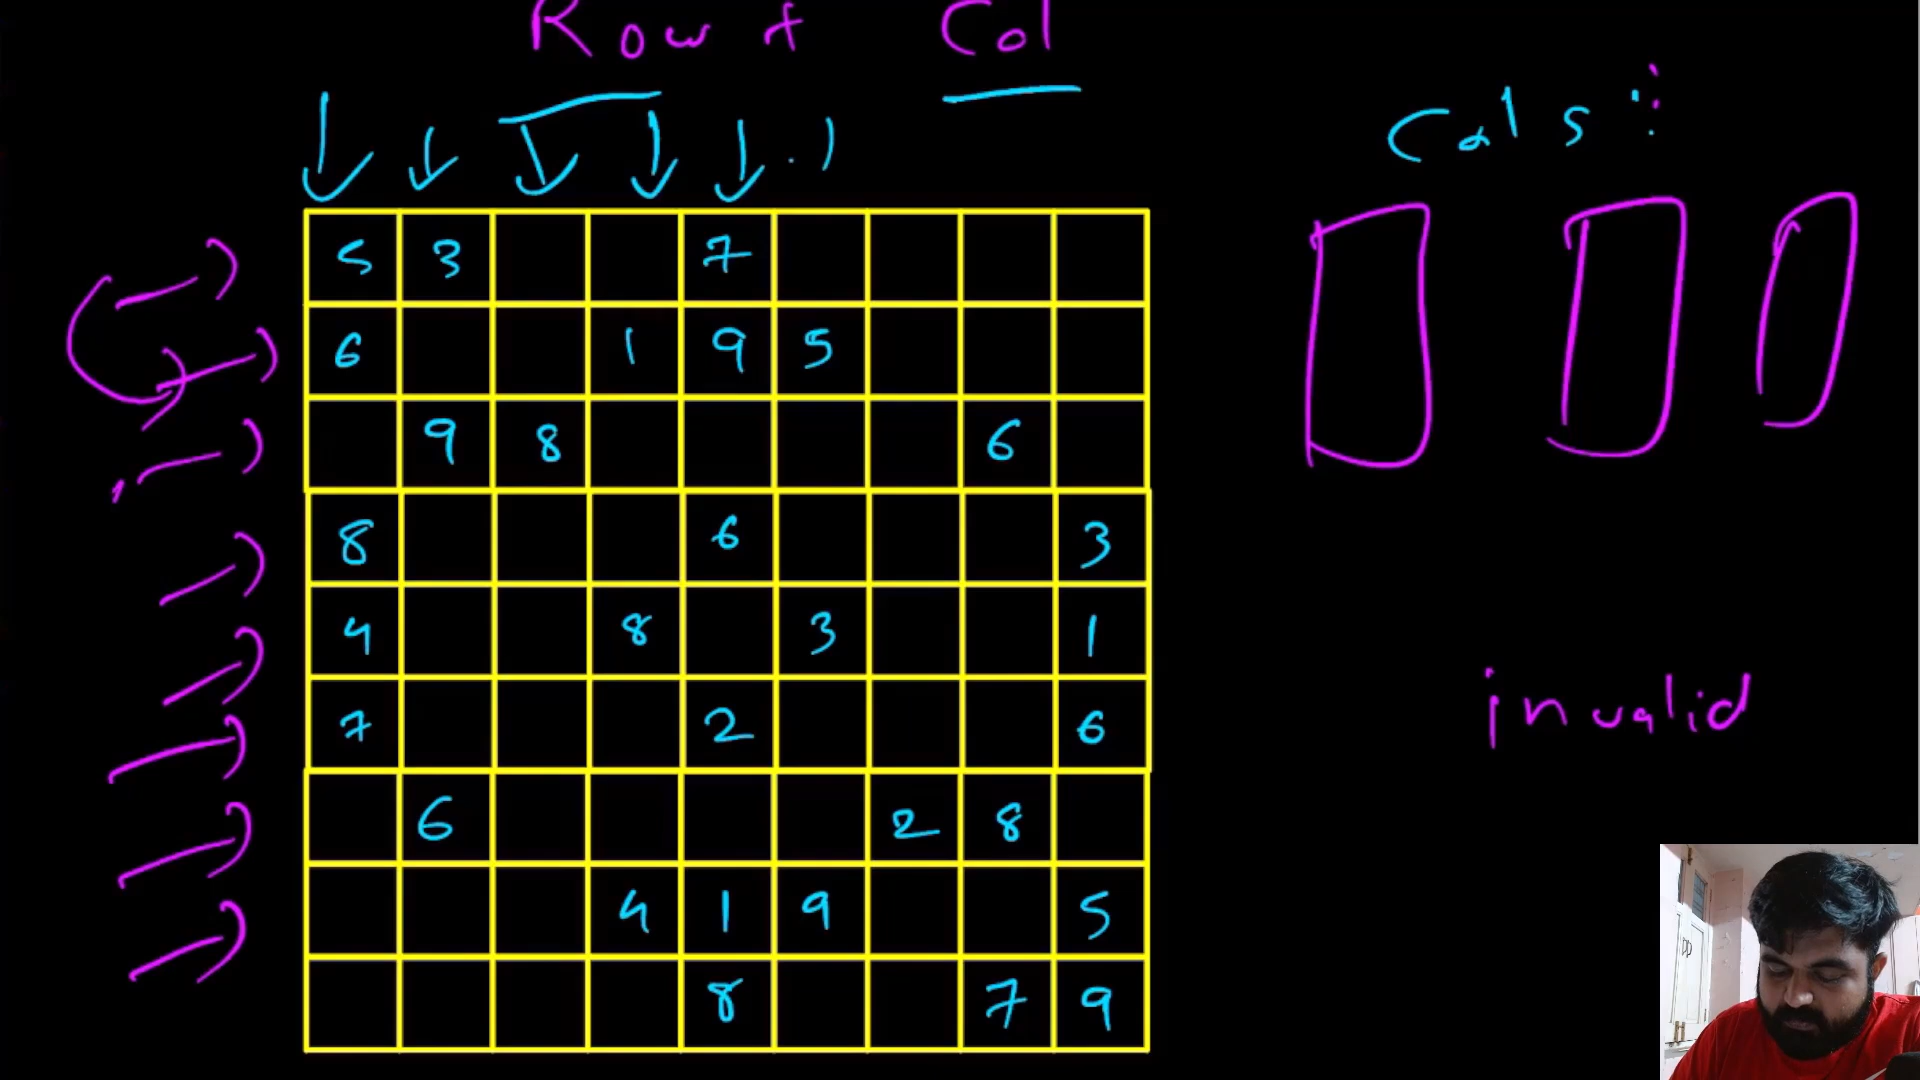 Row + Col
Cols :
5 3 7
6 1 9 5
9 8 6
8 6 3
4 8 3 1
7 2 6
6 2 8
4 1 9 5
8 7 9
invalid